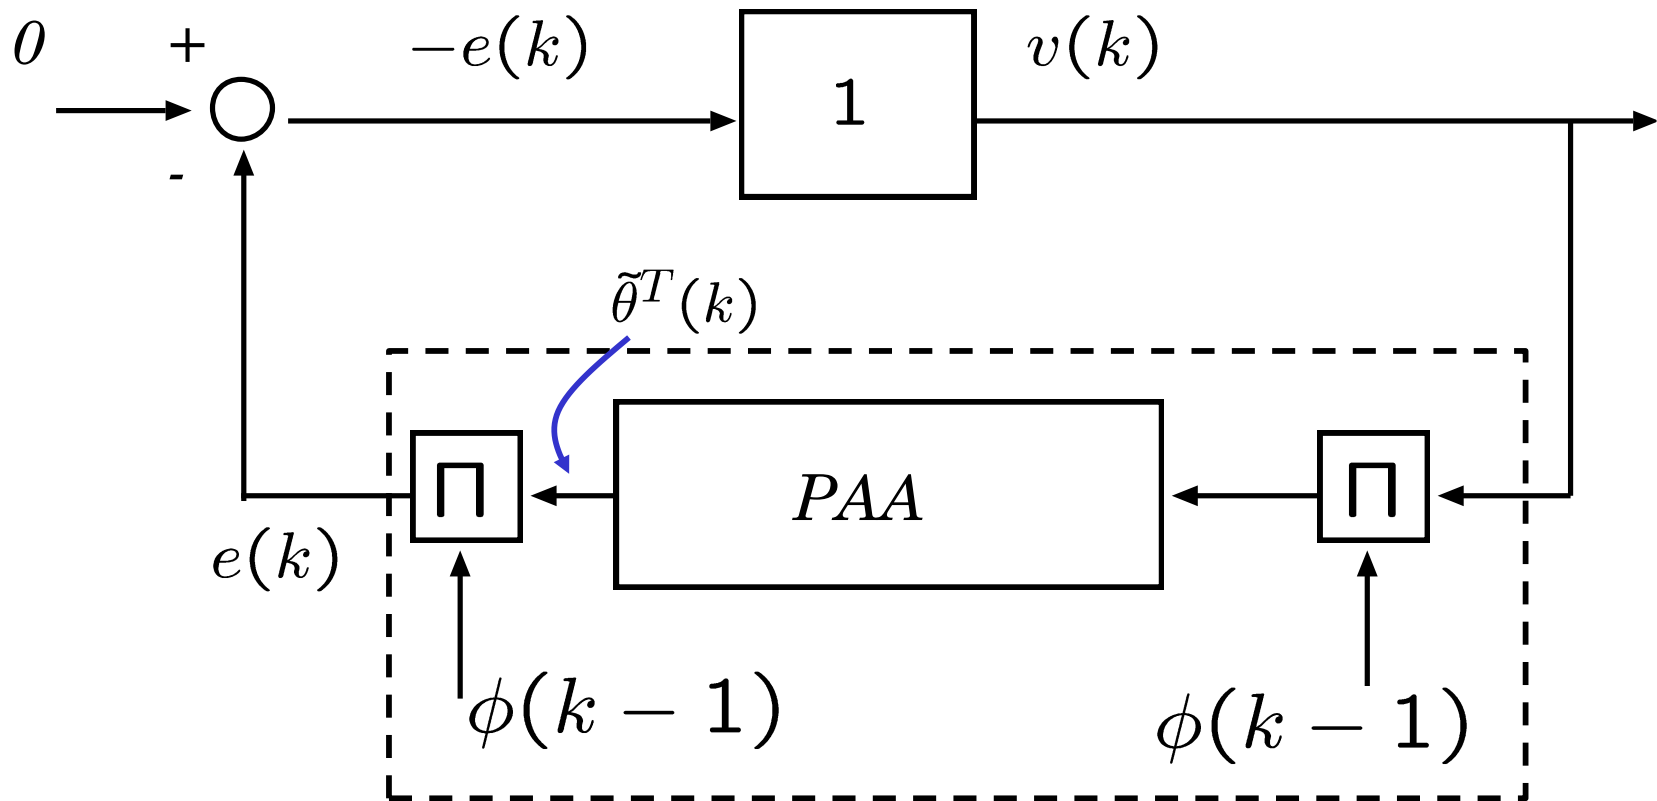 0
+
−e(k)
1
v(k)
-
θ̃ᵀ(k)
Π
PAA
Π
e(k)
ϕ(k − 1)
ϕ(k − 1)